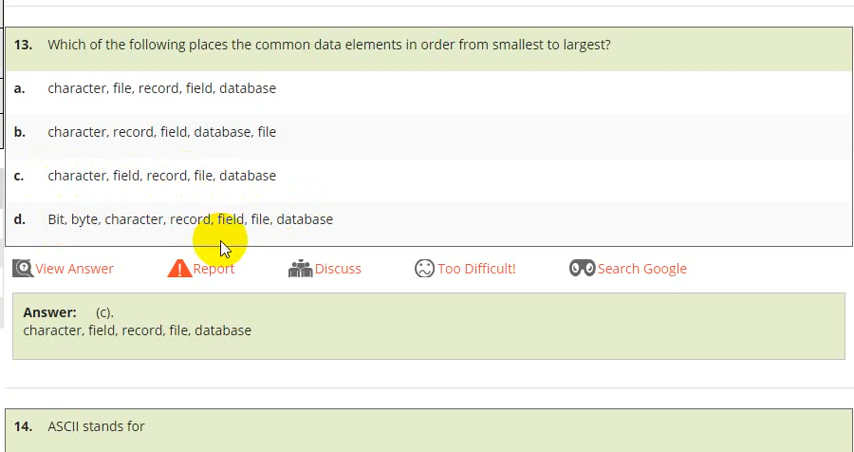 13. Which of the following places the common data elements in order from smallest to largest?
a. character, file, record, field, database
b. character, record, field, database, file
c. character, field, record, file, database
d. Bit, byte, character, record, field, file, database
View Answer Report Discuss Too Difficult! Search Google
Answer: (c).
character, field, record, file, database
14. ASCII stands for